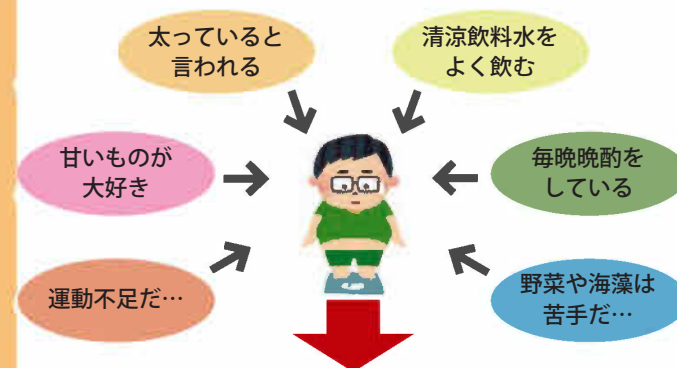 太っていると
言われる
清涼飲料水を
よく飲む
甘いものが
大好き
毎晩晩酌を
している
運動不足だ…
野菜や海藻は
苦手だ…